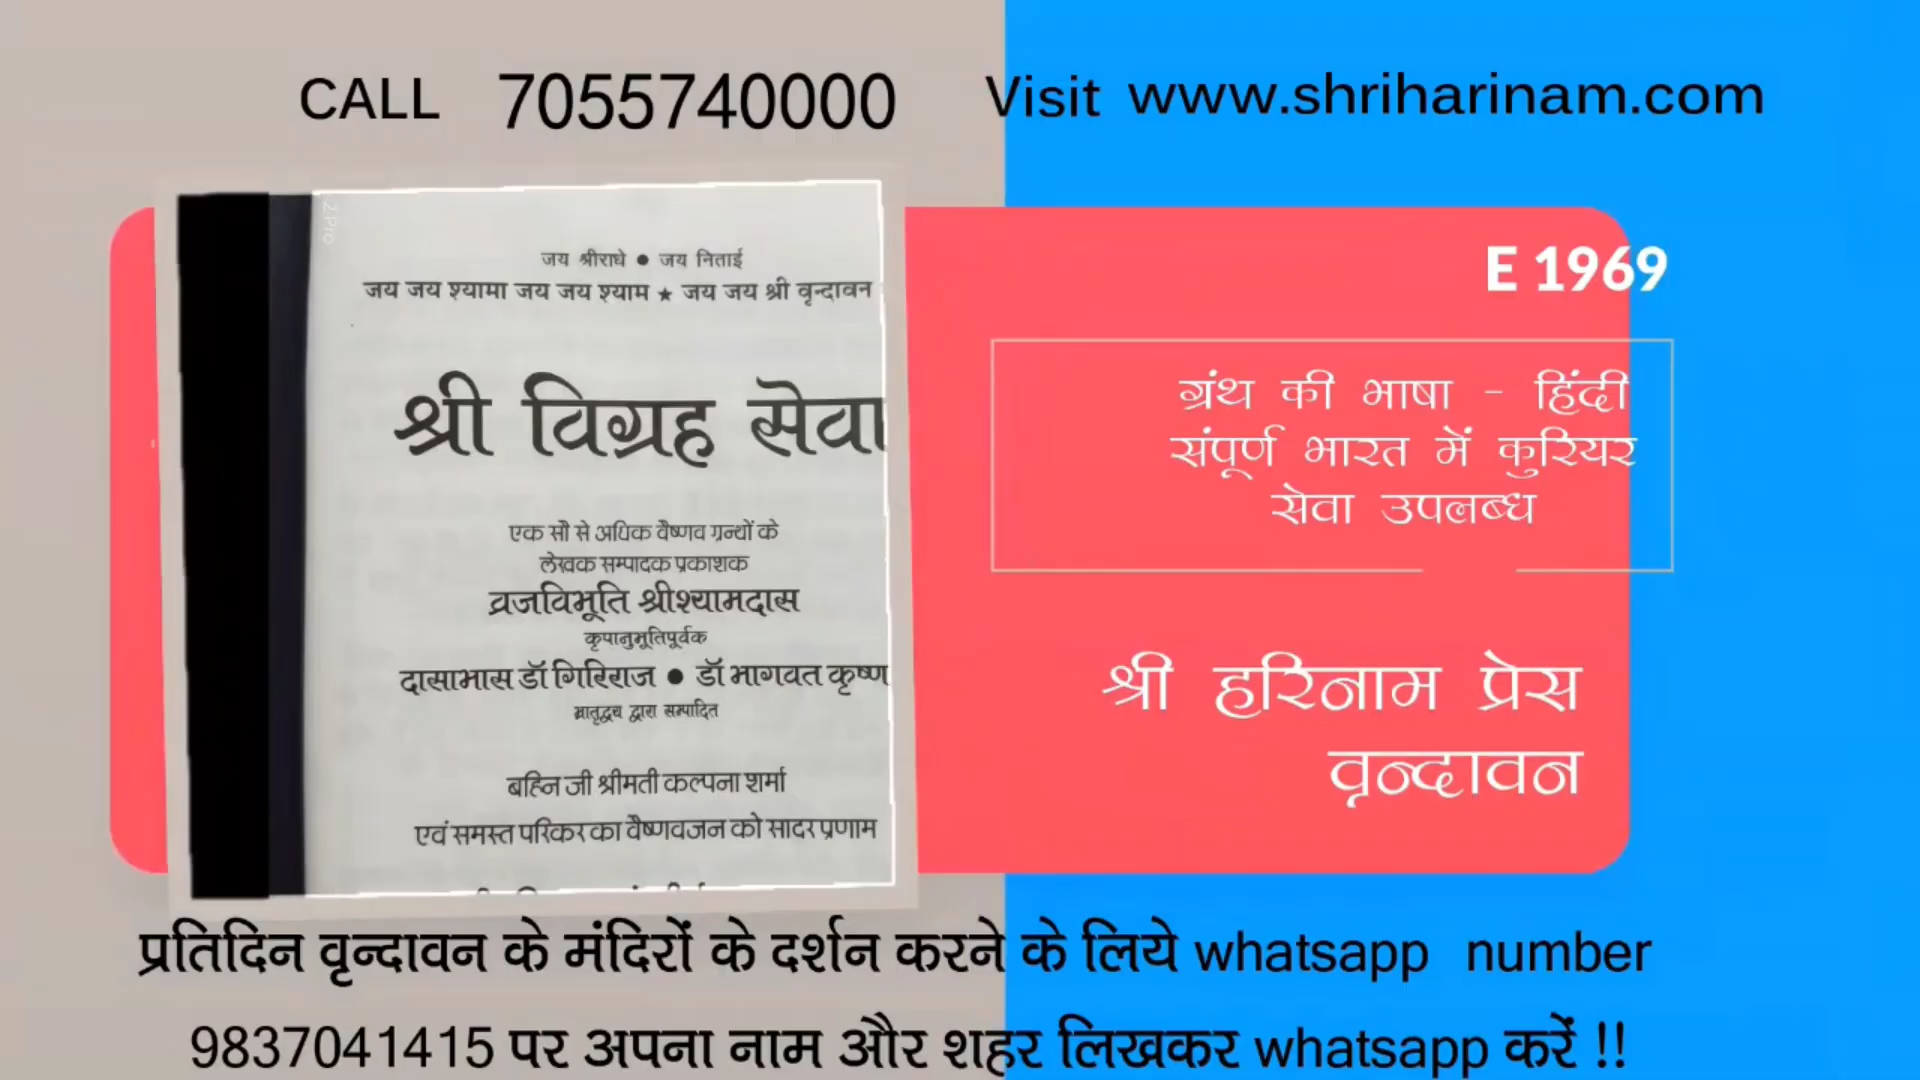 CALL 7055740000 Visit www.shriharinam.com
2 Pro
जय श्रीराधे ● जय निताई
जय जय श्यामा जय जय श्याम ★ जय जय श्री वृन्दावन
श्री विग्रह सेवा
एक सौ से अधिक वैष्णव ग्रन्थों के
लेखक सम्पादक प्रकाशक
व्रजविभूति श्रीश्यामदास
कृपानुभूतिपूर्वक
दासाभास डॉ गिरिराज ● डॉ भागवत कृष्ण
भ्रातृद्वय द्वारा सम्पादित
बहिन जी श्रीमती कल्पना शर्मा
एवं समस्त परिकर का वैष्णवजन को सादर प्रणाम
E 1969
ग्रंथ की भाषा - हिंदी
संपूर्ण भारत में कुरियर
सेवा उपलब्ध
श्री हरिनाम प्रेस
वृन्दावन
प्रतिदिन वृन्दावन के मंदिरों के दर्शन करने के लिये whatsapp number
9837041415 पर अपना नाम और शहर लिखकर whatsapp करें !!